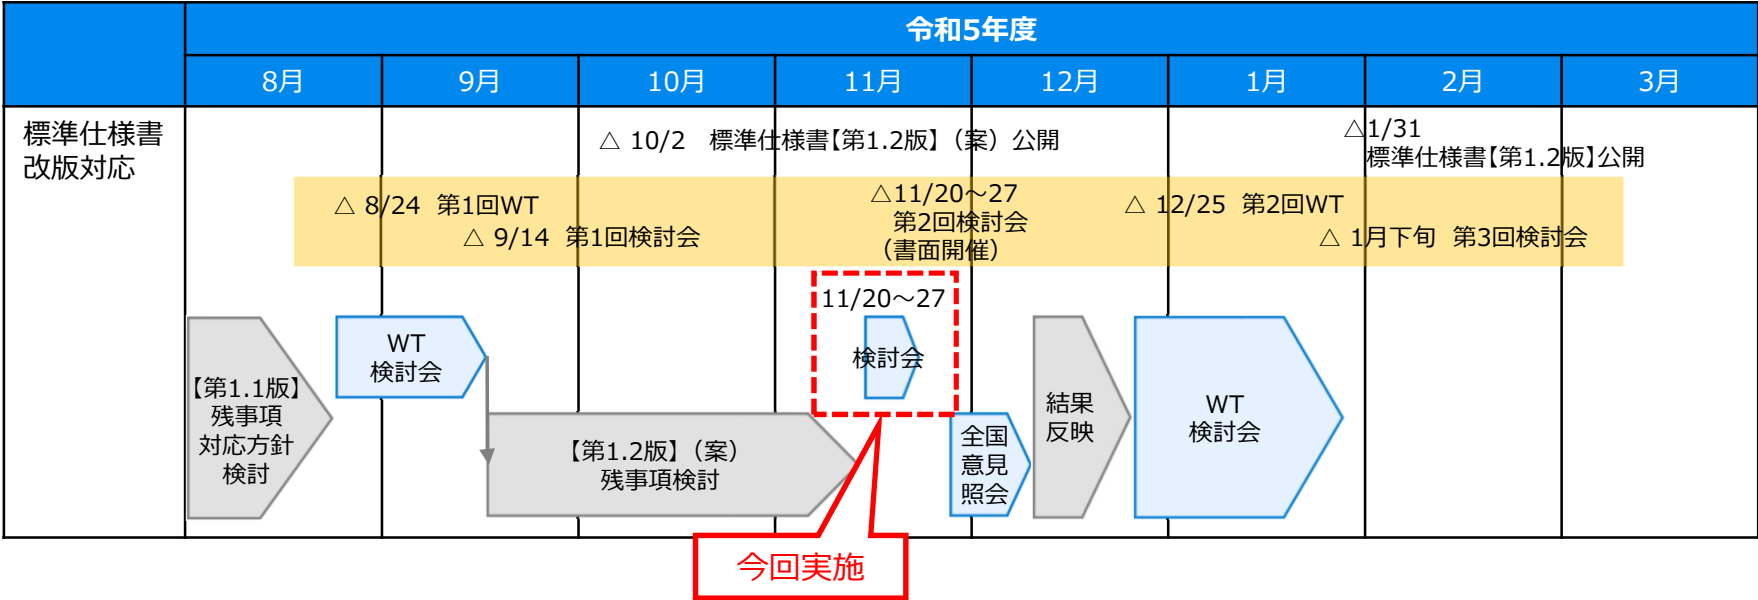 令和5年度
8月
9月
10月
11月
12月
1月
2月
3月
標準仕様書
改版対応
△ 10/2　標準仕様書【第1.2版】（案）公開
△1/31
標準仕様書【第1.2版】公開
△ 8/24 第1回WT
△ 9/14 第1回検討会
△11/20～27
第2回検討会
（書面開催）
△ 12/25 第2回WT
△ 1月下旬 第3回検討会
11/20～27
検討会
【第1.1版】
残事項
対応方針
検討
WT
検討会
【第1.2版】（案）
残事項検討
全国
意見
照会
結果
反映
WT
検討会
今回実施